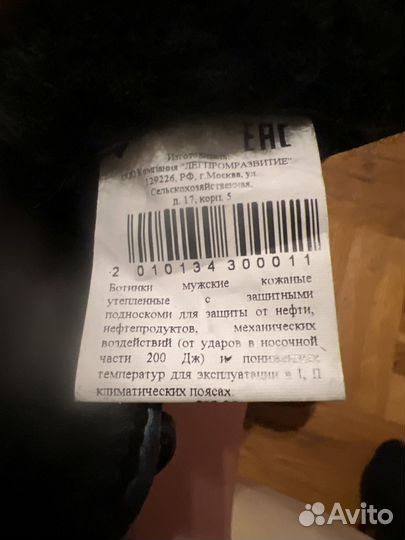 EAC
Изготовитель:
ООО Компания "ЛЕГПРОМРАЗВИТИЕ"
129226, РФ, г.Москва, ул.
Сельскохозяйственная,
д. 17, корп. 5
2 010134 300011
Ботинки мужские кожаные
утепленные с защитными
подносками для защиты от нефти,
нефтепродуктов, механических
воздействий (от ударов в носочной
части 200 Дж) и пониженных
температур для эксплуатации в I, II
климатических поясах.
Avito